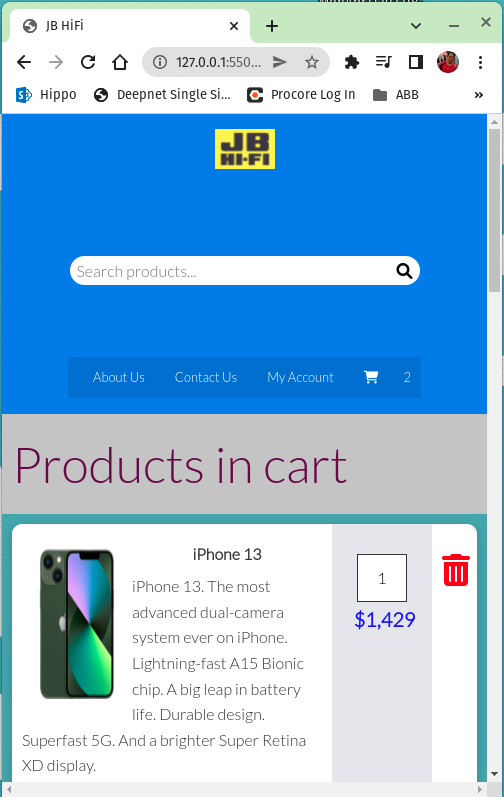 JB HiFi
127.0.0.1:550…
Hippo
Deepnet Single Si…
Procore Log In
ABB
»
JB
HI-FI
Search products...
About Us
Contact Us
My Account
2
Products in cart
iPhone 13
iPhone 13. The most
advanced dual-camera
system ever on iPhone.
Lightning-fast A15 Bionic
chip. A big leap in battery
life. Durable design.
Superfast 5G. And a brighter Super Retina
XD display.
1
$1,429